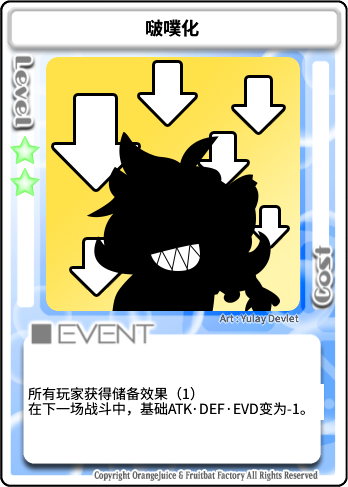 啵噗化
Level
Cost
Art : Yulay Devlet
EVENT
所有玩家获得储备效果（1）
在下一场战斗中，基础ATK·DEF·EVD变为-1。
Copyright OrangeJuice & Fruitbat Factory All Rights Reserved